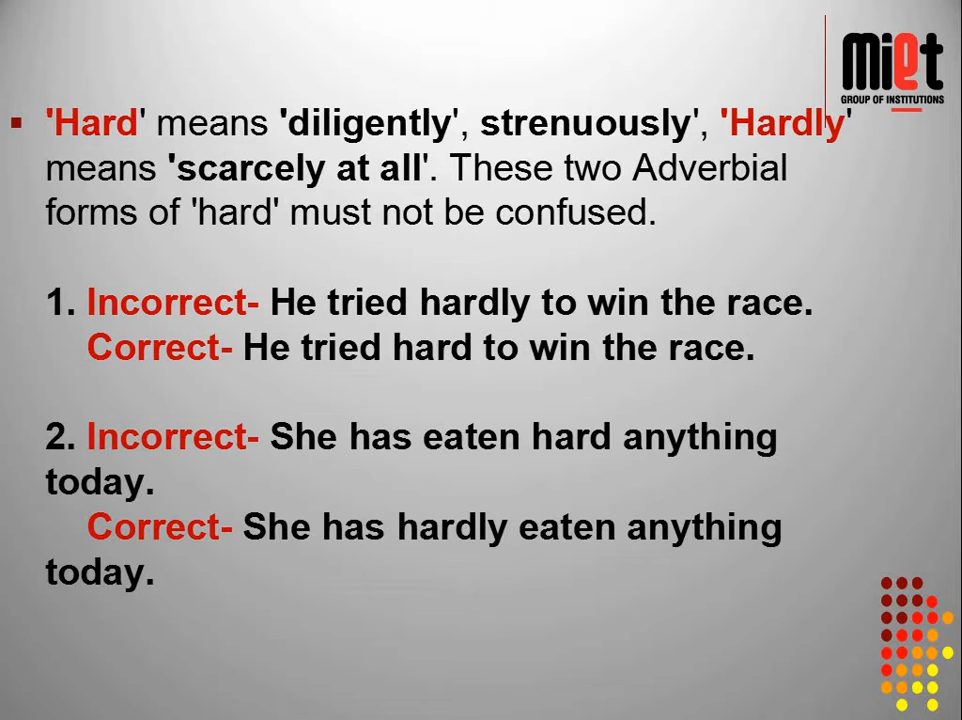 miet
GROUP OF INSTITUTIONS
'Hard' means 'diligently', strenuously', 'Hardly'
means 'scarcely at all'. These two Adverbial
forms of 'hard' must not be confused.
1. Incorrect- He tried hardly to win the race.
Correct- He tried hard to win the race.
2. Incorrect- She has eaten hard anything
today.
Correct- She has hardly eaten anything
today.